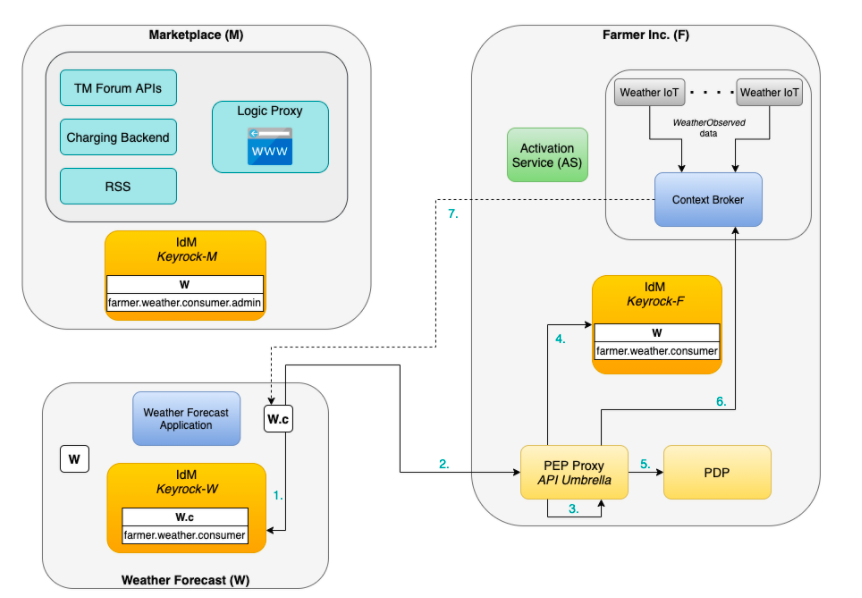 Marketplace (M)
TM Forum APIs
Charging Backend
RSS
Logic Proxy
WWW
IdM
Keyrock-M
W
farmer.weather.consumer.admin
Farmer Inc. (F)
Weather IoT
Weather IoT
WeatherObserved
data
Activation
Service (AS)
Context Broker
7.
IdM
Keyrock-F
W
farmer.weather.consumer
4.
6.
Weather Forecast
Application
W.c
W
IdM
Keyrock-W
W.c
farmer.weather.consumer
1.
Weather Forecast (W)
2.
PEP Proxy
API Umbrella
3.
5.
PDP